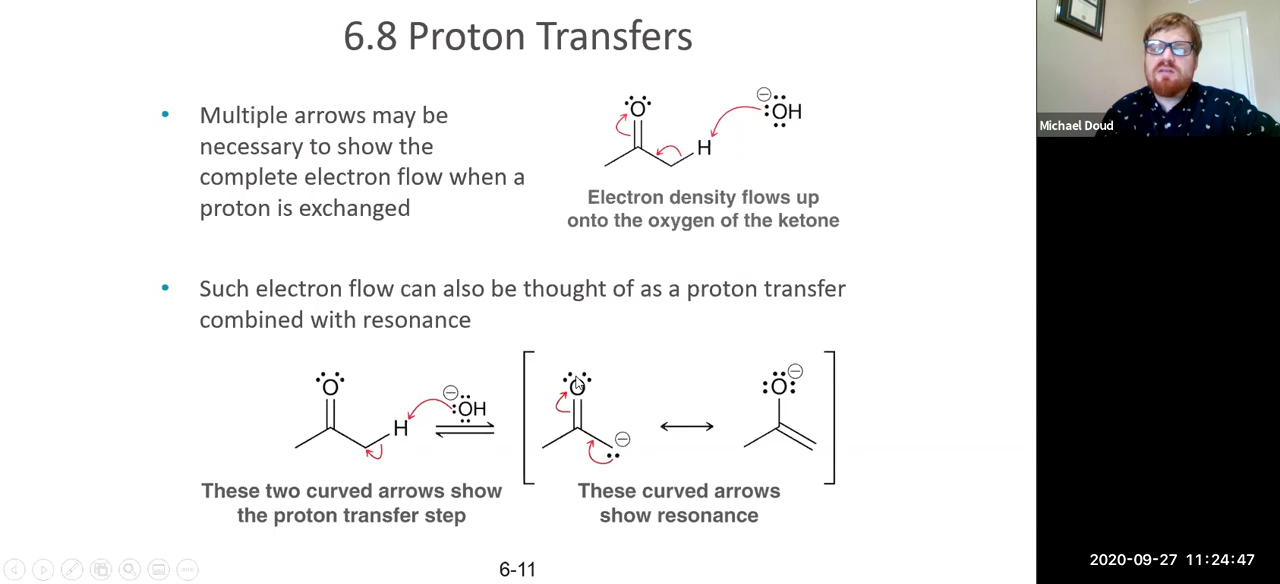 6.8 Proton Transfers
• Multiple arrows may be
necessary to show the
complete electron flow when a
proton is exchanged
O
H
⊖
:OH
Electron density flows up
onto the oxygen of the ketone
• Such electron flow can also be thought of as a proton transfer
combined with resonance
O
H
⊖
:OH
O
⊖
:O:
⊖
These two curved arrows show
the proton transfer step
These curved arrows
show resonance
6-11
Michael Doud
2020-09-27 11:24:47